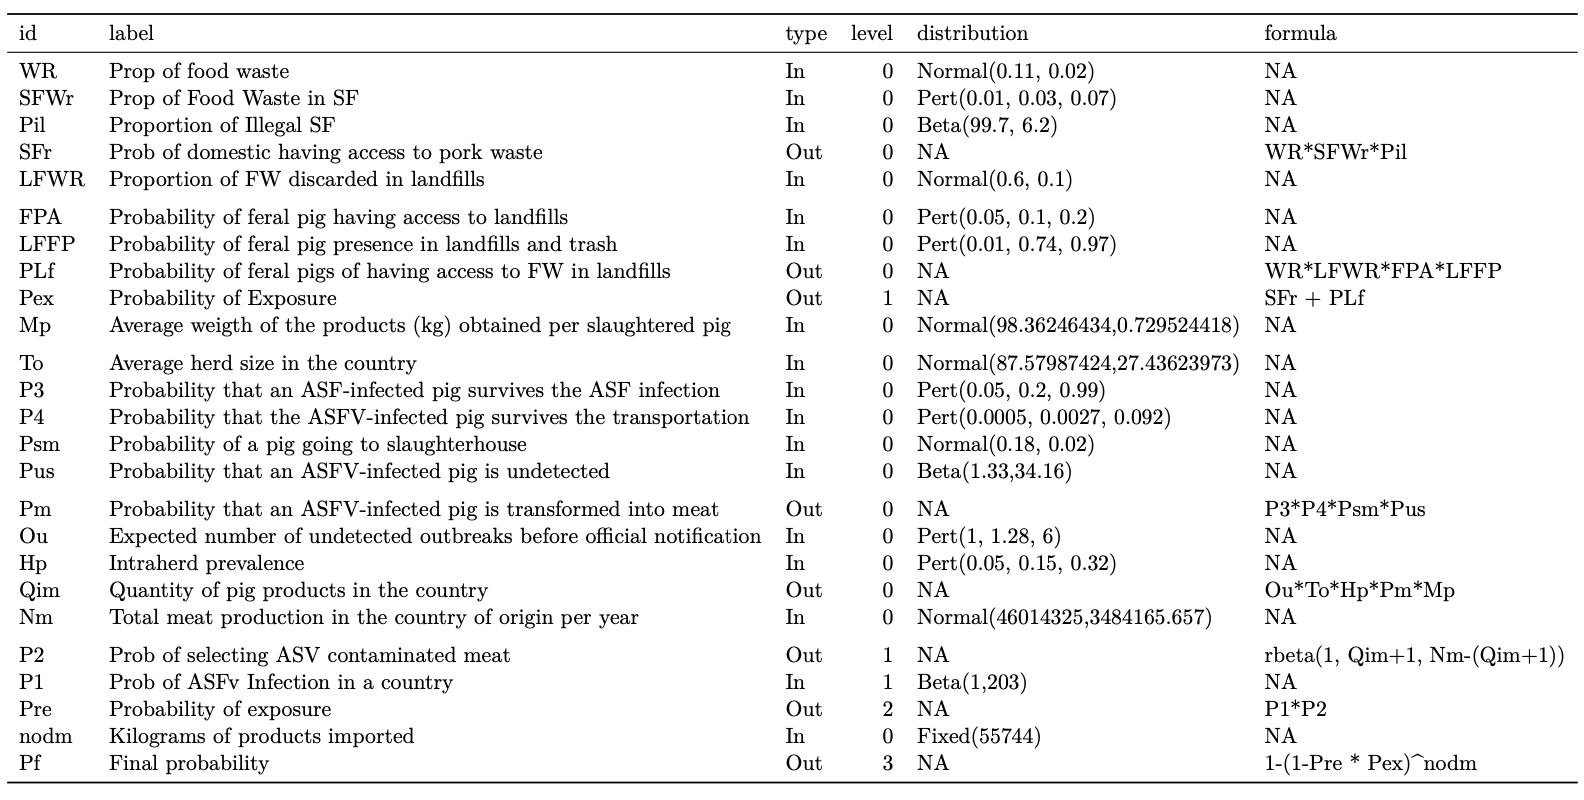 id label type level distribution formula
WR Prop of food waste In 0 Normal(0.11, 0.02) NA
SFWr Prop of Food Waste in SF In 0 Pert(0.01, 0.03, 0.07) NA
Pil Proportion of Illegal SF In 0 Beta(99.7, 6.2) NA
SFr Prob of domestic having access to pork waste Out 0 NA WR*SFWr*Pil
LFWR Proportion of FW discarded in landfills In 0 Normal(0.6, 0.1) NA
FPA Probability of feral pig having access to landfills In 0 Pert(0.05, 0.1, 0.2) NA
LFFP Probability of feral pig presence in landfills and trash In 0 Pert(0.01, 0.74, 0.97) NA
PLf Probability of feral pigs of having access to FW in landfills Out 0 NA WR*LFWR*FPA*LFFP
Pex Probability of Exposure Out 1 NA SFr + PLf
Mp Average weigth of the products (kg) obtained per slaughtered pig In 0 Normal(98.36246434,0.729524418) NA
To Average herd size in the country In 0 Normal(87.57987424,27.43623973) NA
P3 Probability that an ASF-infected pig survives the ASF infection In 0 Pert(0.05, 0.2, 0.99) NA
P4 Probability that the ASFV-infected pig survives the transportation In 0 Pert(0.0005, 0.0027, 0.092) NA
Psm Probability of a pig going to slaughterhouse In 0 Normal(0.18, 0.02) NA
Pus Probability that an ASFV-infected pig is undetected In 0 Beta(1.33,34.16) NA
Pm Probability that an ASFV-infected pig is transformed into meat Out 0 NA P3*P4*Psm*Pus
Ou Expected number of undetected outbreaks before official notification In 0 Pert(1, 1.28, 6) NA
Hp Intraherd prevalence In 0 Pert(0.05, 0.15, 0.32) NA
Qim Quantity of pig products in the country Out 0 NA Ou*To*Hp*Pm*Mp
Nm Total meat production in the country of origin per year In 0 Normal(46014325,3484165.657) NA
P2 Prob of selecting ASV contaminated meat Out 1 NA rbeta(1, Qim+1, Nm-(Qim+1))
P1 Prob of ASFv Infection in a country In 1 Beta(1,203) NA
Pre Probability of exposure Out 2 NA P1*P2
nodm Kilograms of products imported In 0 Fixed(55744) NA
Pf Final probability Out 3 NA 1-(1-Pre * Pex)^nodm